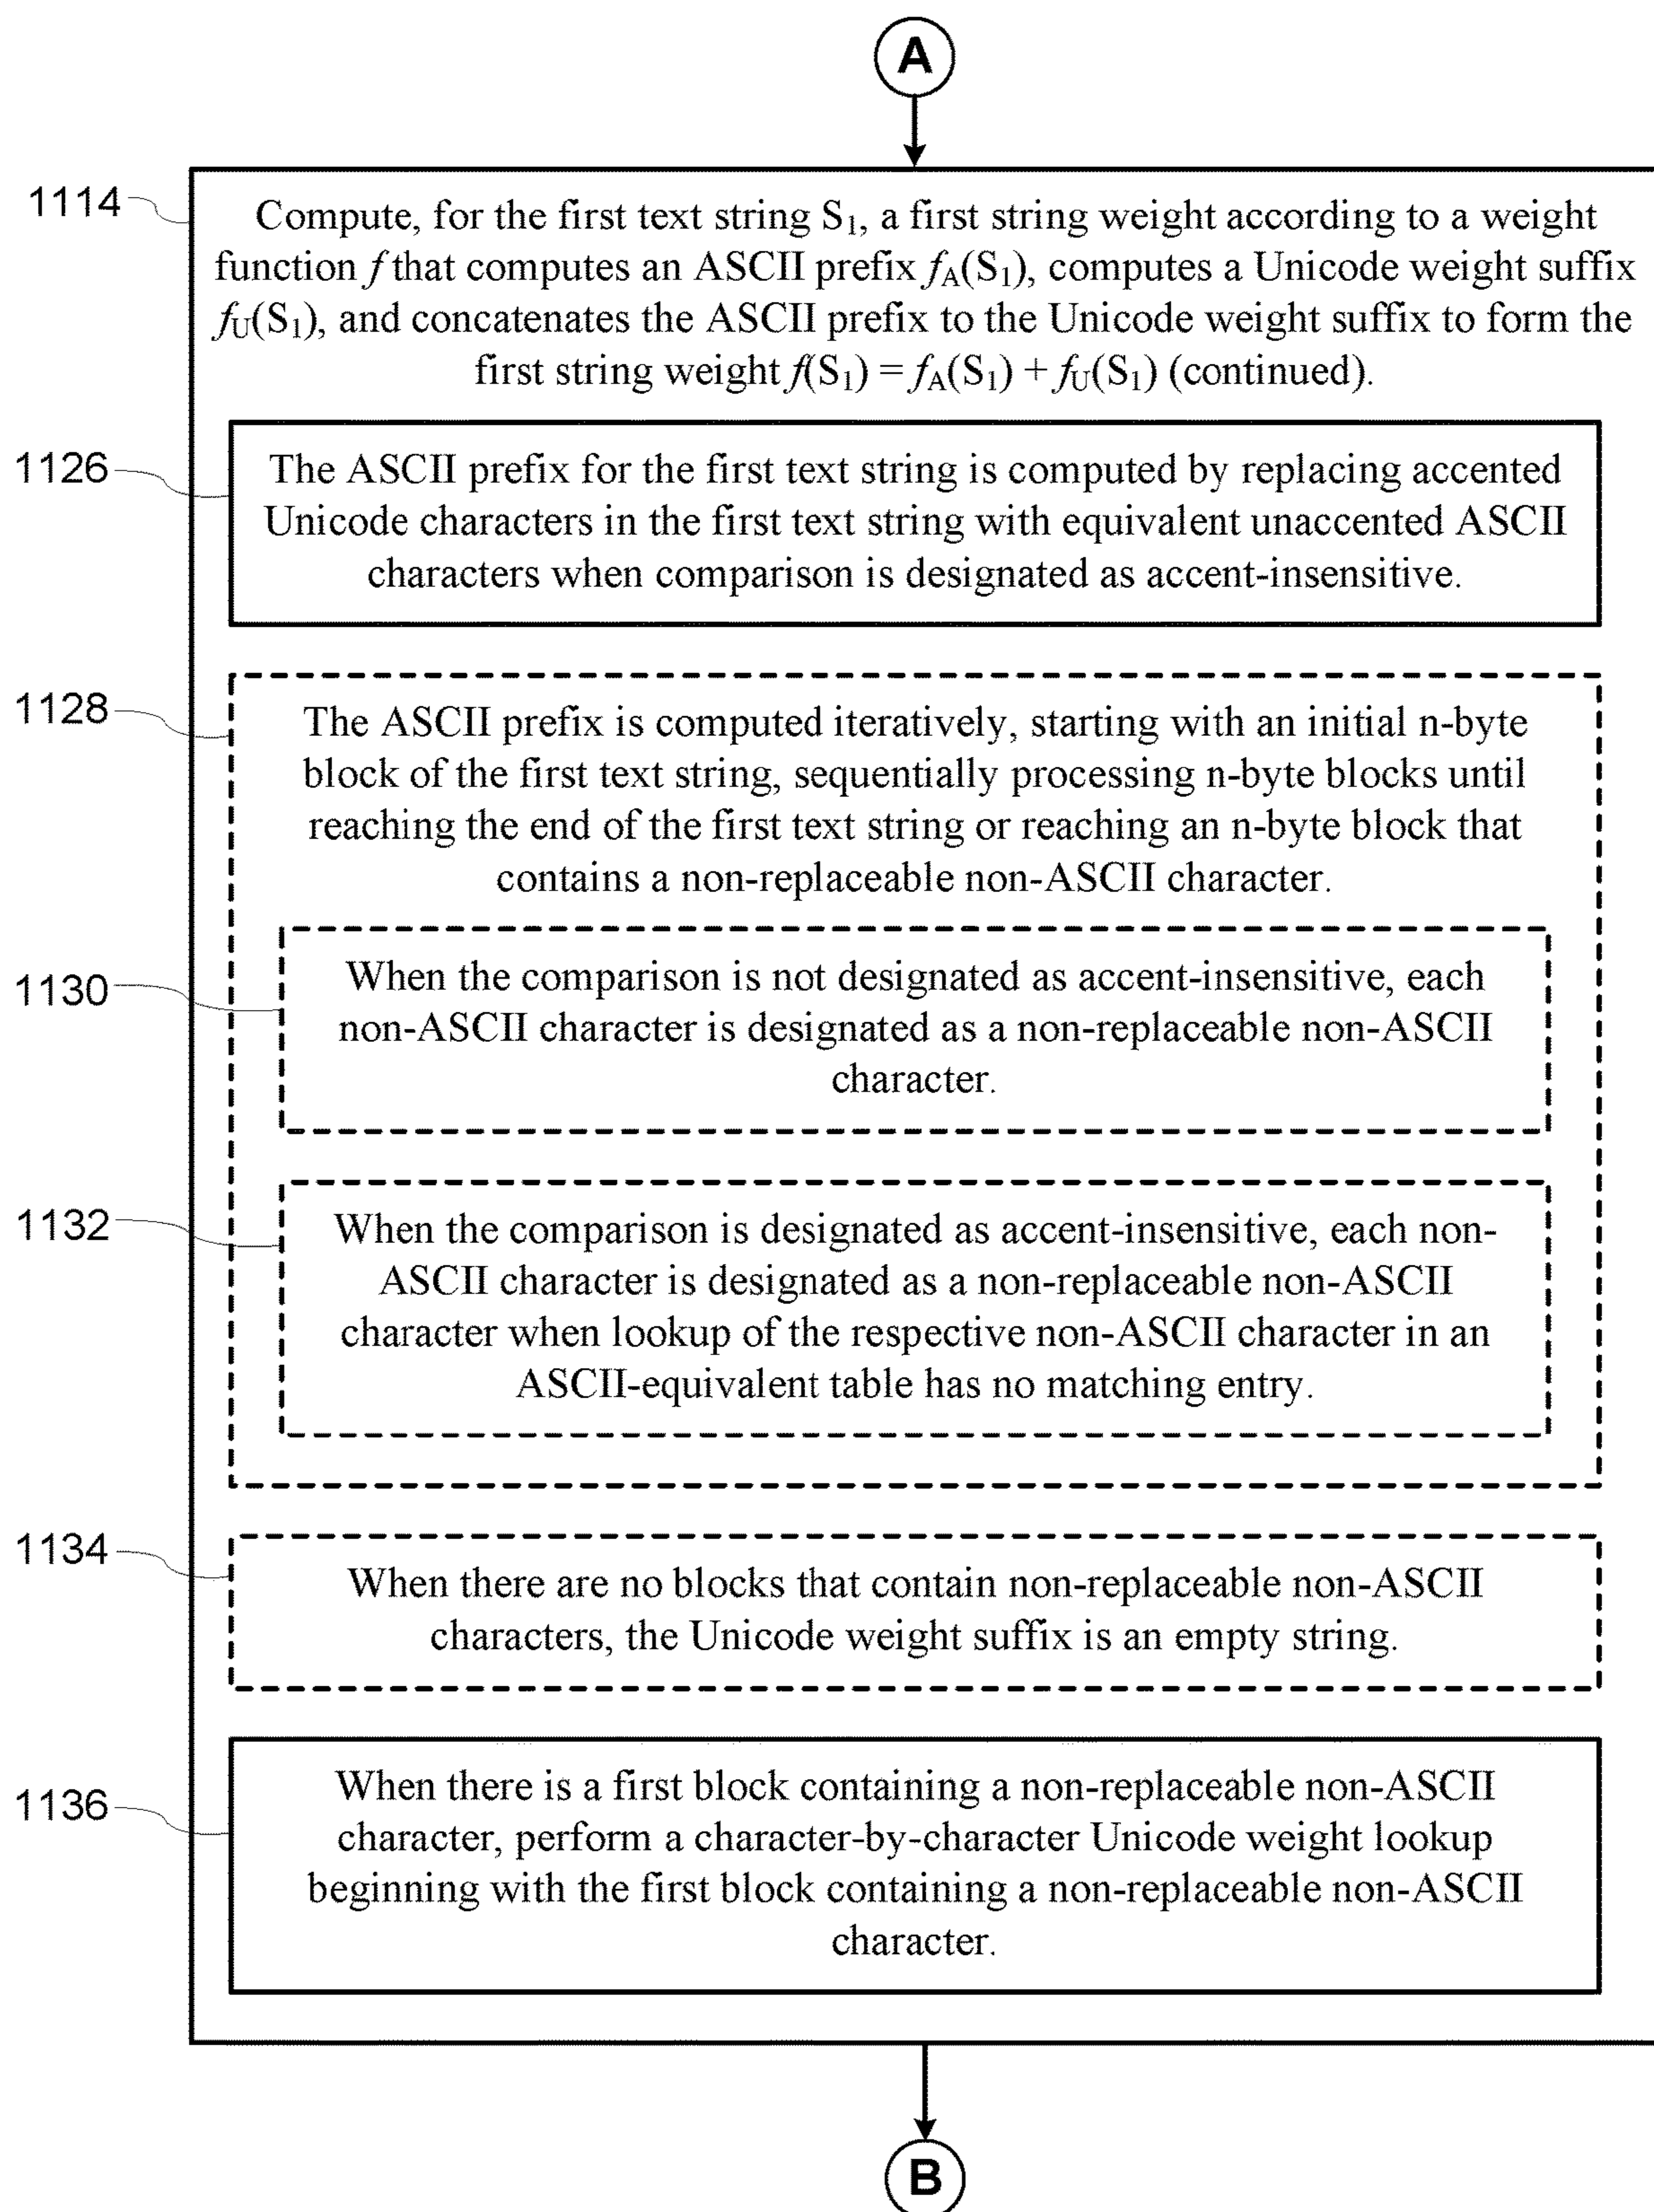 A
1114
Compute, for the first text string S₁, a first string weight according to a weight
function f that computes an ASCII prefix fA(S₁), computes a Unicode weight suffix
fU(S₁), and concatenates the ASCII prefix to the Unicode weight suffix to form the
first string weight f(S₁) = fA(S₁) + fU(S₁) (continued).
1126
The ASCII prefix for the first text string is computed by replacing accented
Unicode characters in the first text string with equivalent unaccented ASCII
characters when comparison is designated as accent-insensitive.
1128
The ASCII prefix is computed iteratively, starting with an initial n-byte
block of the first text string, sequentially processing n-byte blocks until
reaching the end of the first text string or reaching an n-byte block that
contains a non-replaceable non-ASCII character.
1130
When the comparison is not designated as accent-insensitive, each
non-ASCII character is designated as a non-replaceable non-ASCII
character.
1132
When the comparison is designated as accent-insensitive, each non-
ASCII character is designated as a non-replaceable non-ASCII
character when lookup of the respective non-ASCII character in an
ASCII-equivalent table has no matching entry.
1134
When there are no blocks that contain non-replaceable non-ASCII
characters, the Unicode weight suffix is an empty string.
1136
When there is a first block containing a non-replaceable non-ASCII
character, perform a character-by-character Unicode weight lookup
beginning with the first block containing a non-replaceable non-ASCII
character.
B